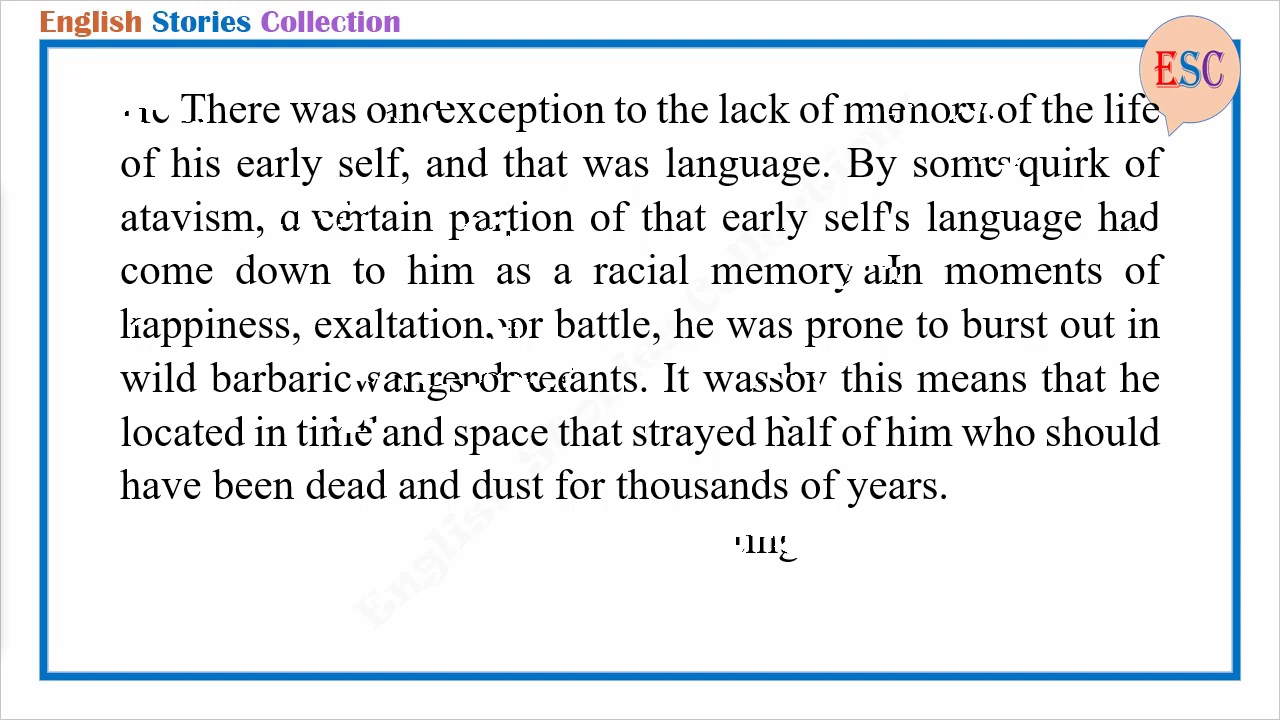 English Stories Collection
ESC
There was one exception to the lack of memory of the life
of his early self, and that was language. By some quirk of
atavism, a certain portion of that early self's language had
come down to him as a racial memory. In moments of
happiness, exaltation, or battle, he was prone to burst out in
wild barbaric songs or chants. It was by this means that he
located in time and space that strayed half of him who should
have been dead and dust for thousands of years.
English Stories Collection